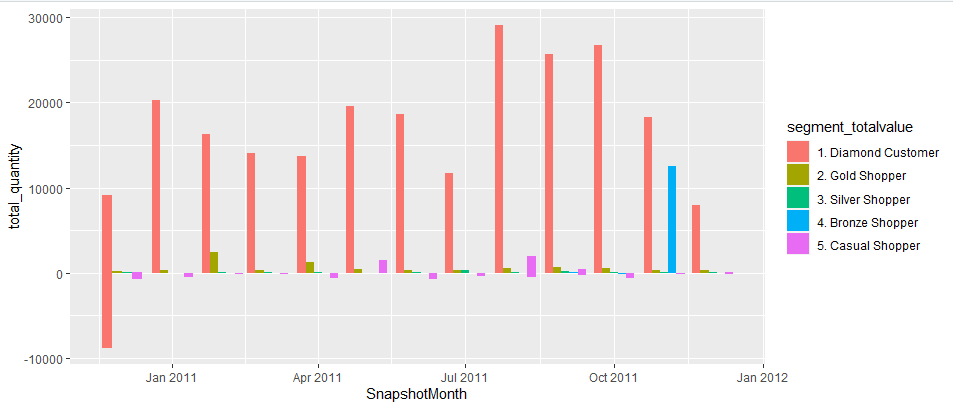 30000
20000
10000
0
-10000
total_quantity
Jan 2011
Apr 2011
Jul 2011
Oct 2011
Jan 2012
SnapshotMonth
segment_totalvalue
1. Diamond Customer
2. Gold Shopper
3. Silver Shopper
4. Bronze Shopper
5. Casual Shopper